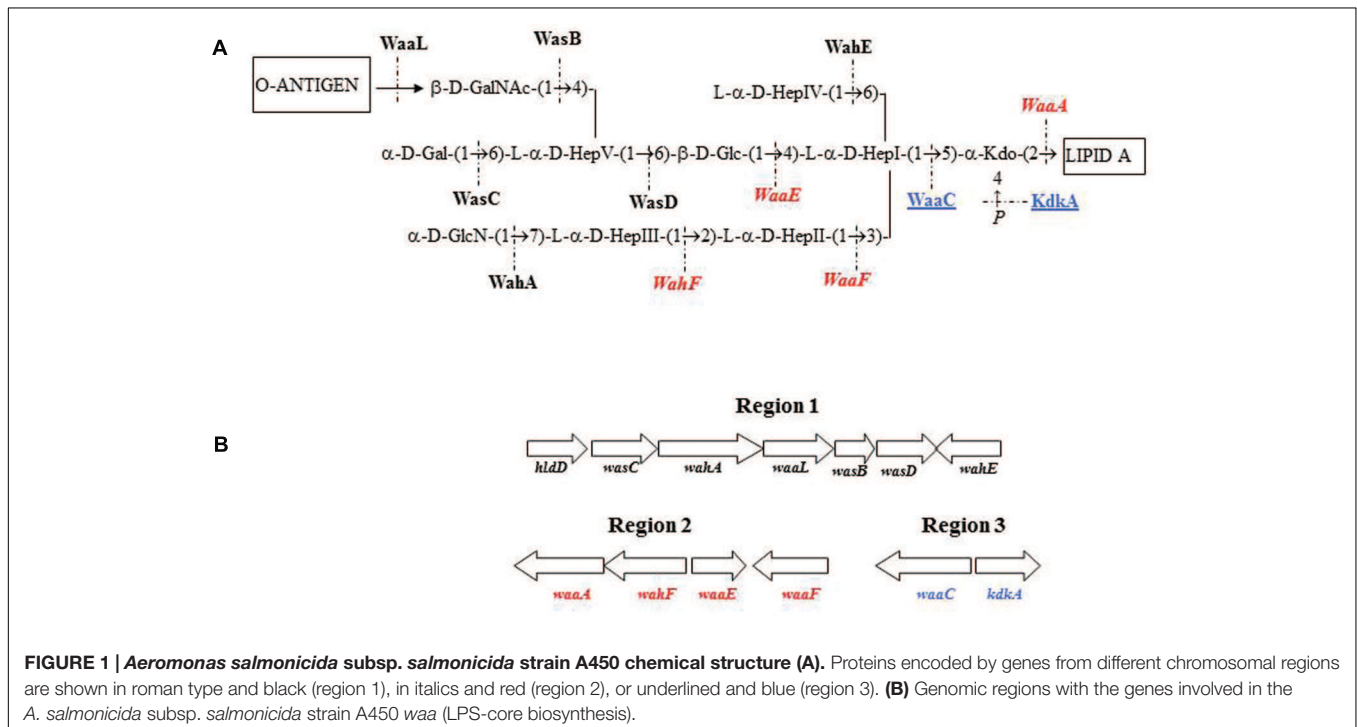 A
WaaL WasB WahE
O-ANTIGEN β-D-GalNAc-(1→4)- L-α-D-HepIV-(1→6)-
WaaA
α-D-Gal-(1→6)-L-α-D-HepV-(1→6)-β-D-Glc-(1→4)-L-α-D-HepI-(1→5)-α-Kdo-(2→ LIPID A
WasC WasD WaaE WaaC 4 KdkA
P
α-D-GlcN-(1→7)-L-α-D-HepIII-(1→2)-L-α-D-HepII-(1→3)-
WahA WahF WaaF
B
Region 1
hldD wasC wahA waaL wasB wasD wahE
Region 2 Region 3
waaA wahF waaE waaF waaC kdkA
FIGURE 1 | Aeromonas salmonicida subsp. salmonicida strain A450 chemical structure (A). Proteins encoded by genes from different chromosomal regions
are shown in roman type and black (region 1), in italics and red (region 2), or underlined and blue (region 3). (B) Genomic regions with the genes involved in the
A. salmonicida subsp. salmonicida strain A450 waa (LPS-core biosynthesis).